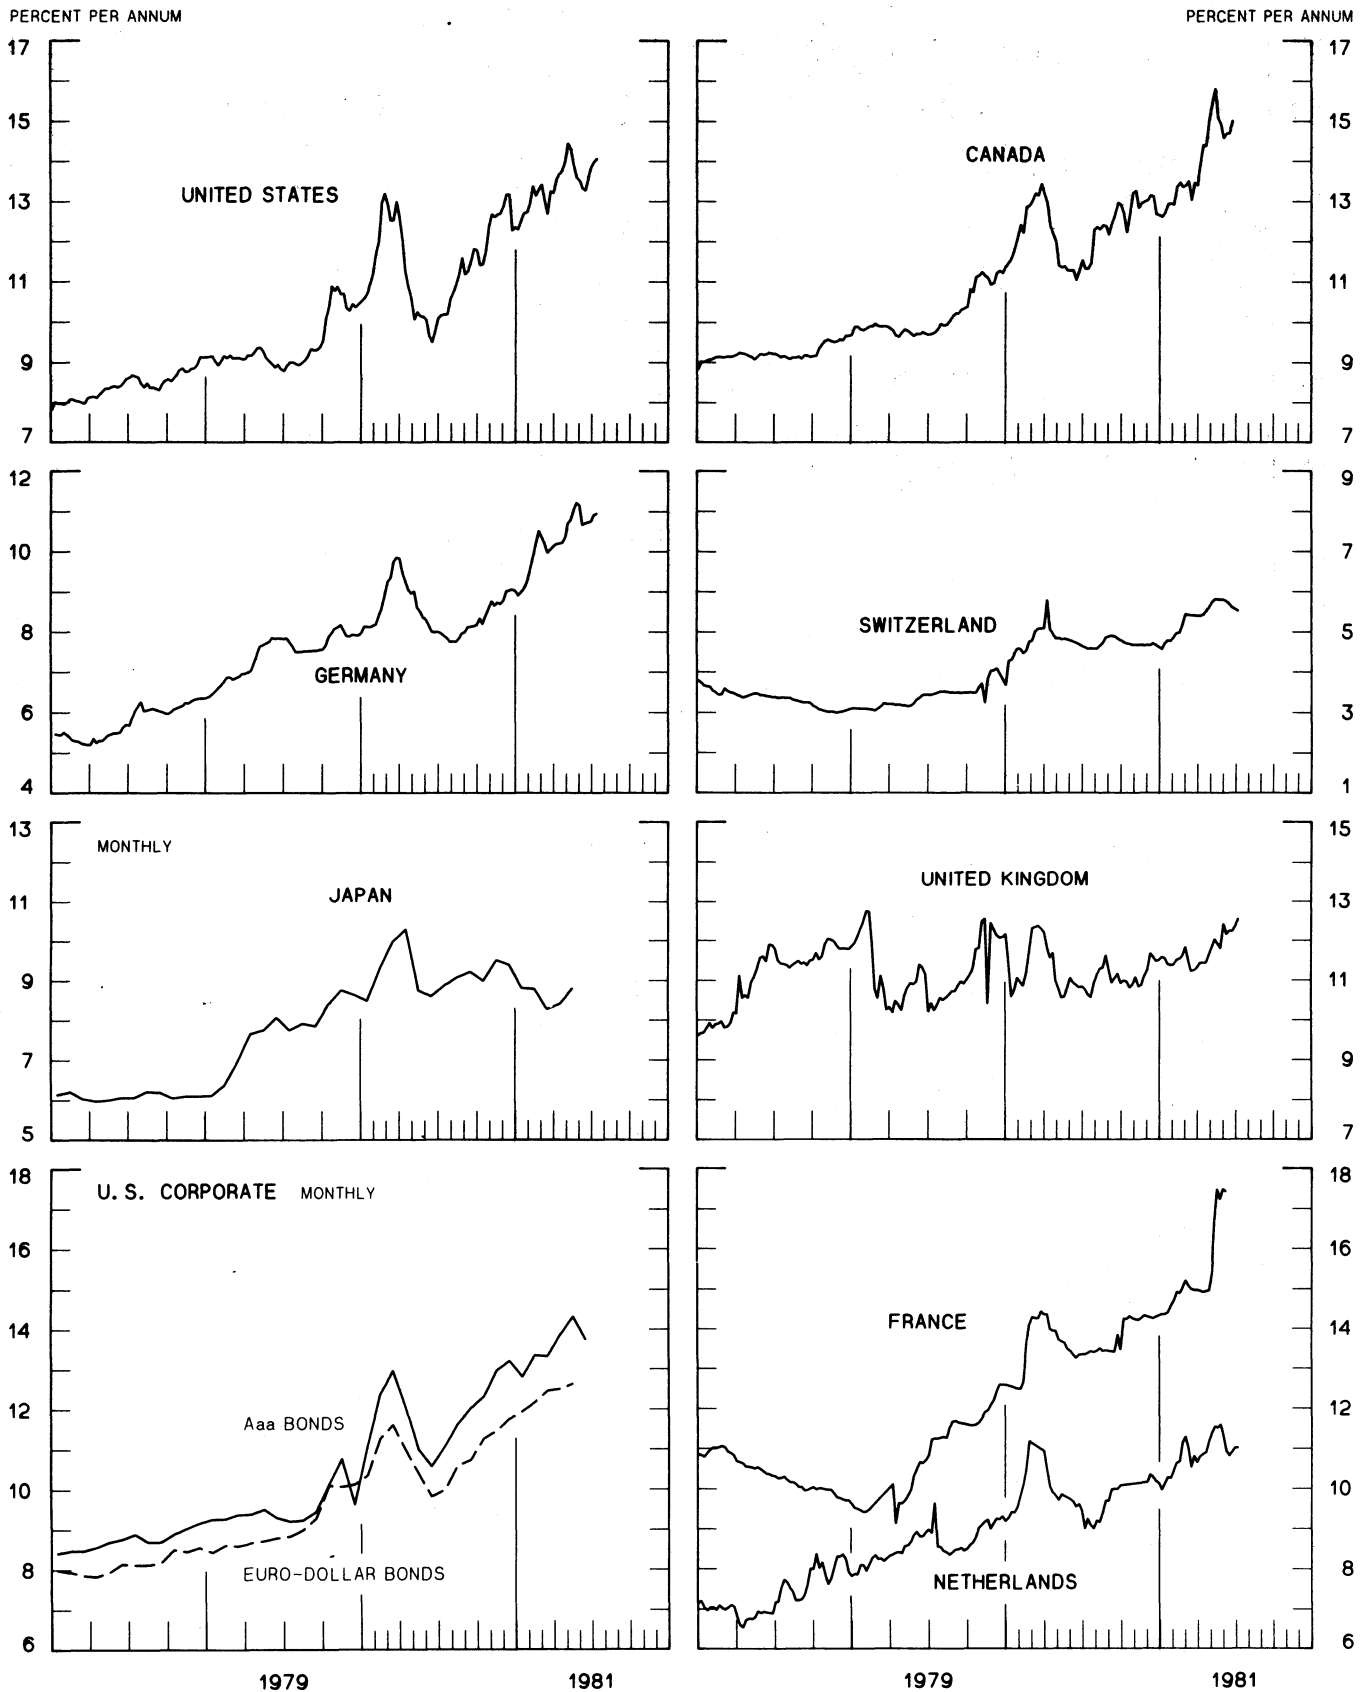 PERCENT PER ANNUM PERCENT PER ANNUM
17 17
15 15
CANADA
UNITED STATES
13 13
11 11
9 9
7 7
12 9
10 7
SWITZERLAND
8 5
GERMANY
6 3
4 1
13 15
MONTHLY
UNITED KINGDOM
JAPAN
11 13
9 11
7 9
5 7
18 18
U.S. CORPORATE MONTHLY
16 16
FRANCE
14 14
12 12
Aaa BONDS
10 10
8 8
EURO-DOLLAR BONDS
NETHERLANDS
6 6
1979 1981 1979 1981